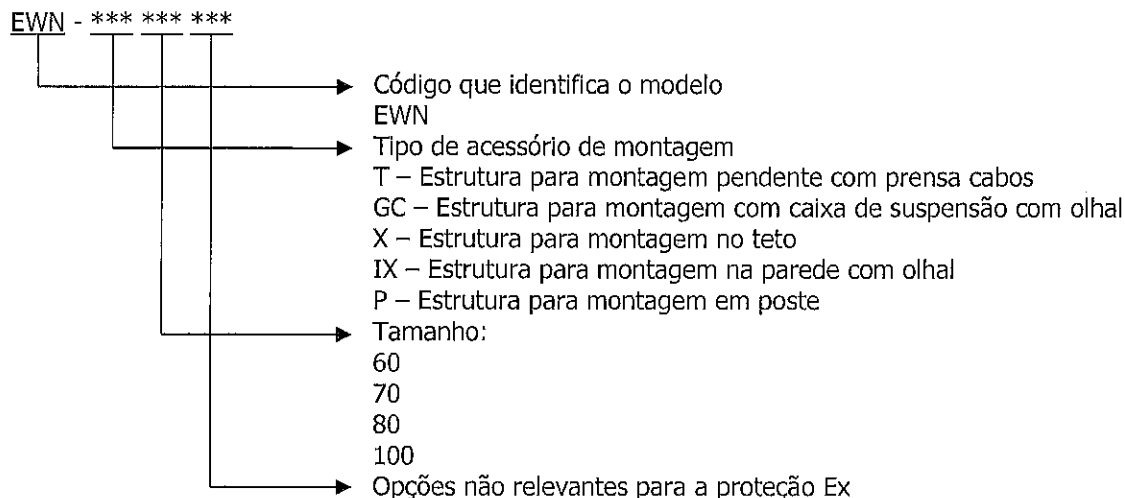 EWN - *** *** ***
Código que identifica o modelo
EWN
Tipo de acessório de montagem
T – Estrutura para montagem pendente com prensa cabos
GC – Estrutura para montagem com caixa de suspensão com olhal
X – Estrutura para montagem no teto
IX – Estrutura para montagem na parede com olhal
P – Estrutura para montagem em poste
Tamanho:
60
70
80
100
Opções não relevantes para a proteção Ex